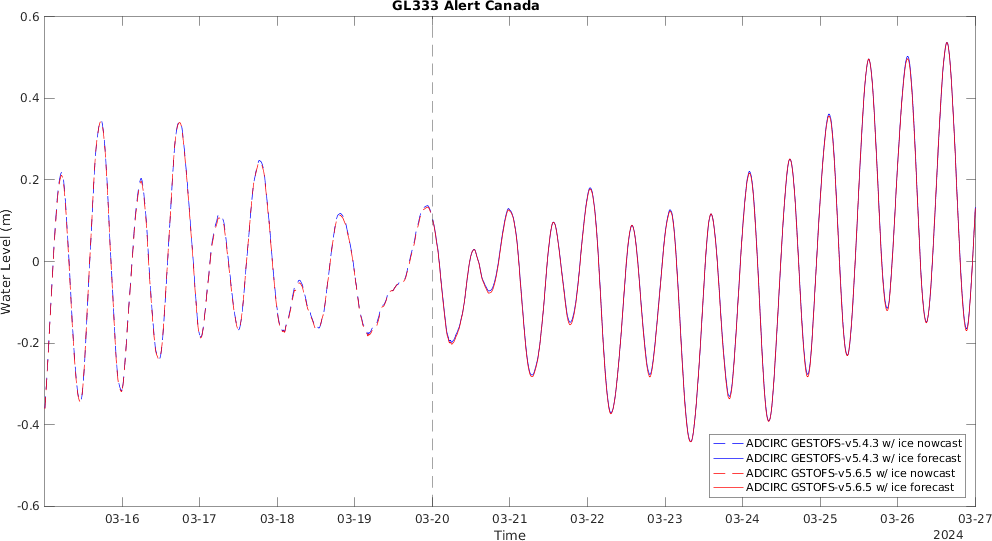 GL333 Alert Canada
Water Level (m)
0.6
0.4
0.2
0
-0.2
-0.4
-0.6
ADCIRC GESTOFS-v5.4.3 w/ ice nowcast
ADCIRC GESTOFS-v5.4.3 w/ ice forecast
ADCIRC GSTOFS-v5.6.5 w/ ice nowcast
ADCIRC GSTOFS-v5.6.5 w/ ice forecast
03-16 03-17 03-18 03-19 03-20 03-21 03-22 03-23 03-24 03-25 03-26 03-27
Time
2024